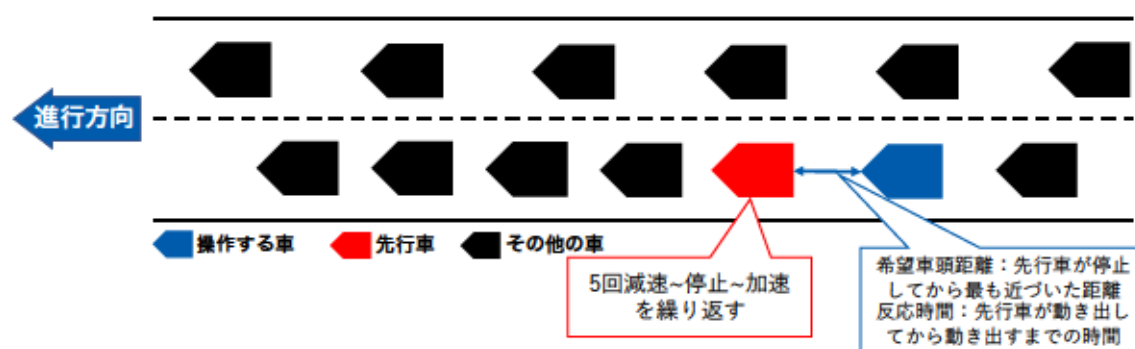 進行方向
操作する車
先行車
その他の車
5回減速~停止~加速
を繰り返す
希望車頭距離：先行車が停止
してから最も近づいた距離
反応時間：先行車が動き出し
てから動き出すまでの時間